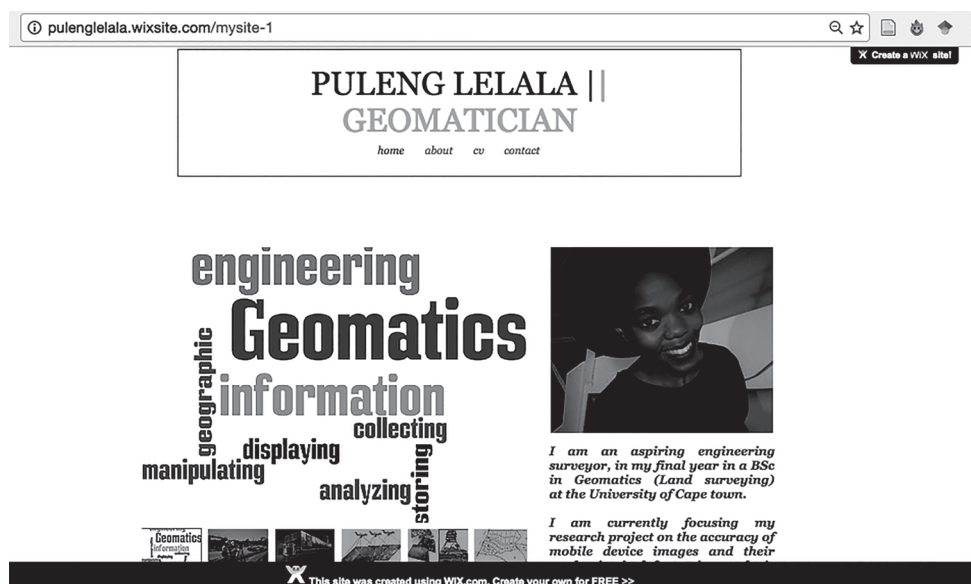 pulenglelala.wixsite.com/mysite-1
Create a WiX site!
PULENG LELALA ||
GEOMATICIAN
home about cv contact
engineering
Geomatics
geographic
information
collecting
displaying
manipulating
analyzing
storing
Geomatics
information
I am an aspiring engineering
surveyor, in my final year in a BSc
in Geomatics (Land surveying)
at the University of Cape town.
I am currently focusing my
research project on the accuracy of
mobile device images and their
This site was created using WIX.com. Create your own for FREE >>